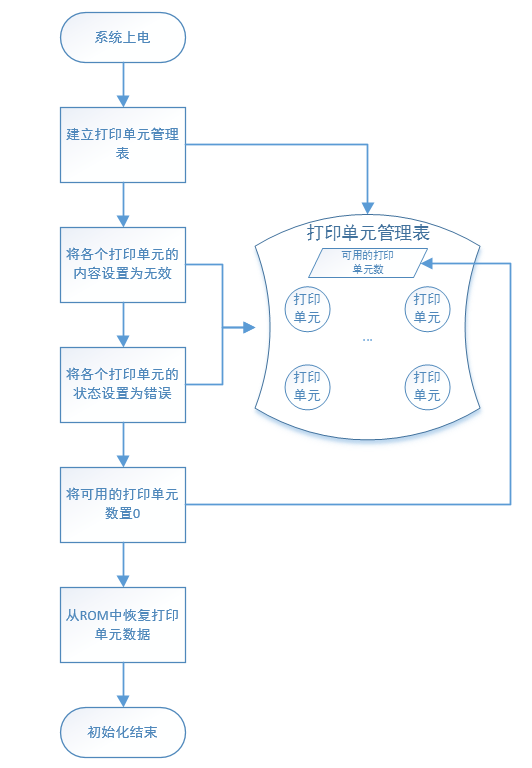 系统上电
建立打印单元管理
表
将各个打印单元的
内容设置为无效
将各个打印单元的
状态设置为错误
将可用的打印单元
数置0
从ROM中恢复打印
单元数据
初始化结束
打印单元管理表
可用的打印
单元数
打印
单元
打印
单元
...
打印
单元
打印
单元